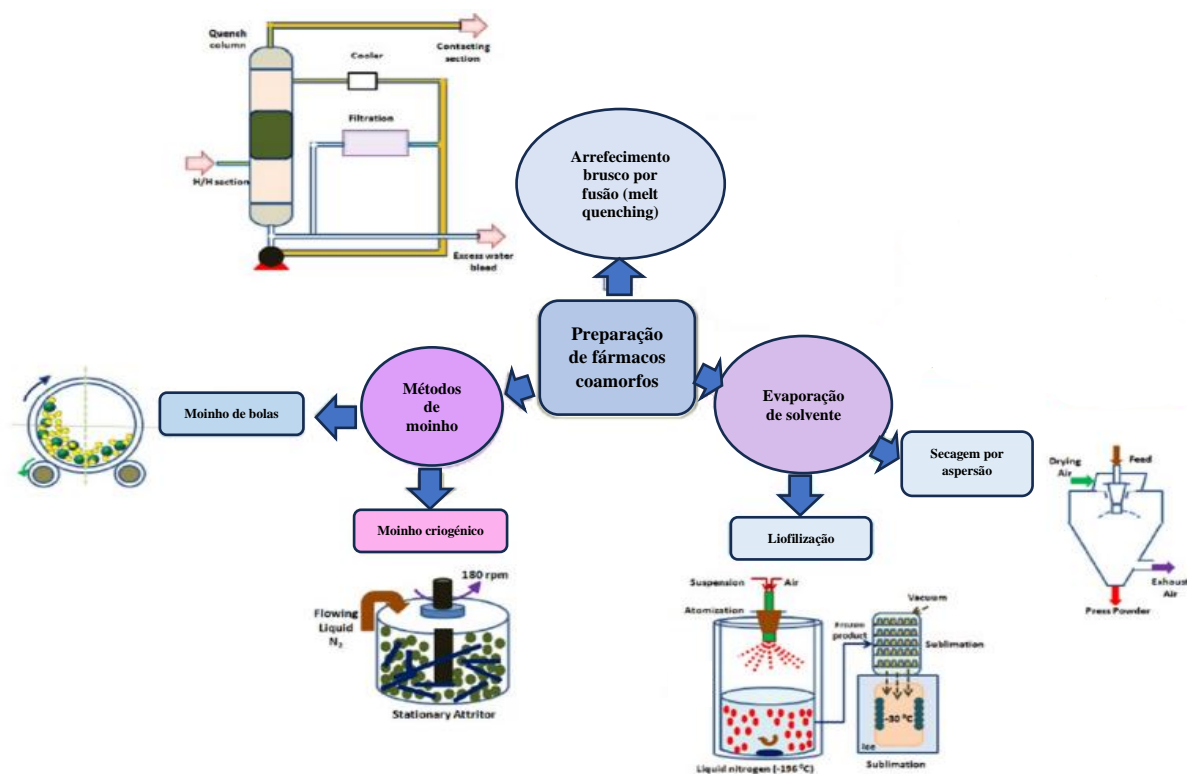 Quench
column
Contacting
section
Cooler
Filtration
H/H section
Excess water
bleed
Arrefecimento
brusco por
fusão (melt
quenching)
Preparação
de fármacos
coamorfos
Métodos
de
moinho
Evaporação
de solvente
Moinho de bolas
Secagem por
aspersão
Moinho criogénico
Liofilização
Drying
Air
Feed
Exhaust
Air
Press Powder
180 rpm
Flowing
Liquid
N2
Stationary Attritor
Suspension
Air
Atomization
Vacuum
Frozen
product
Sublimation
-30 °C
Ice
Sublimation
Liquid nitrogen (-196 °C)